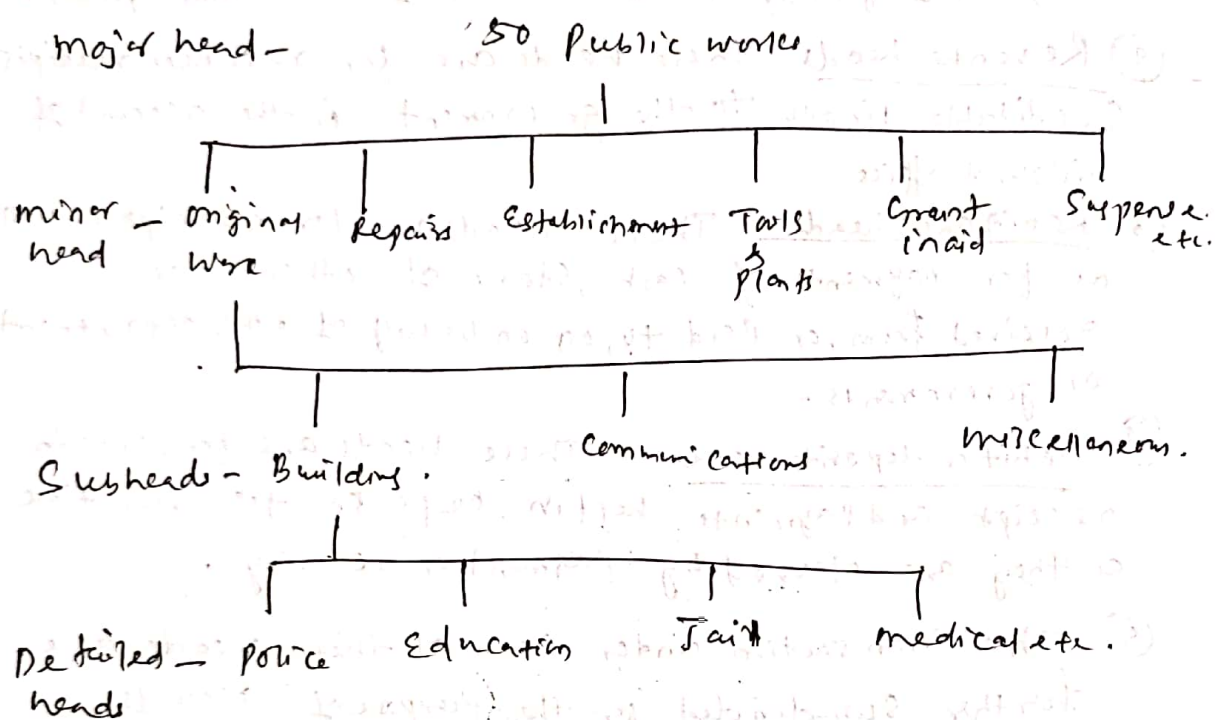 major head - '50 Public works
minor head - original work Repairs Establishment Tools & plants Grant in aid Suspense. etc.
Subheads - Building. Communications miscellaneous.
Detailed heads - police Education Jail medical etc.